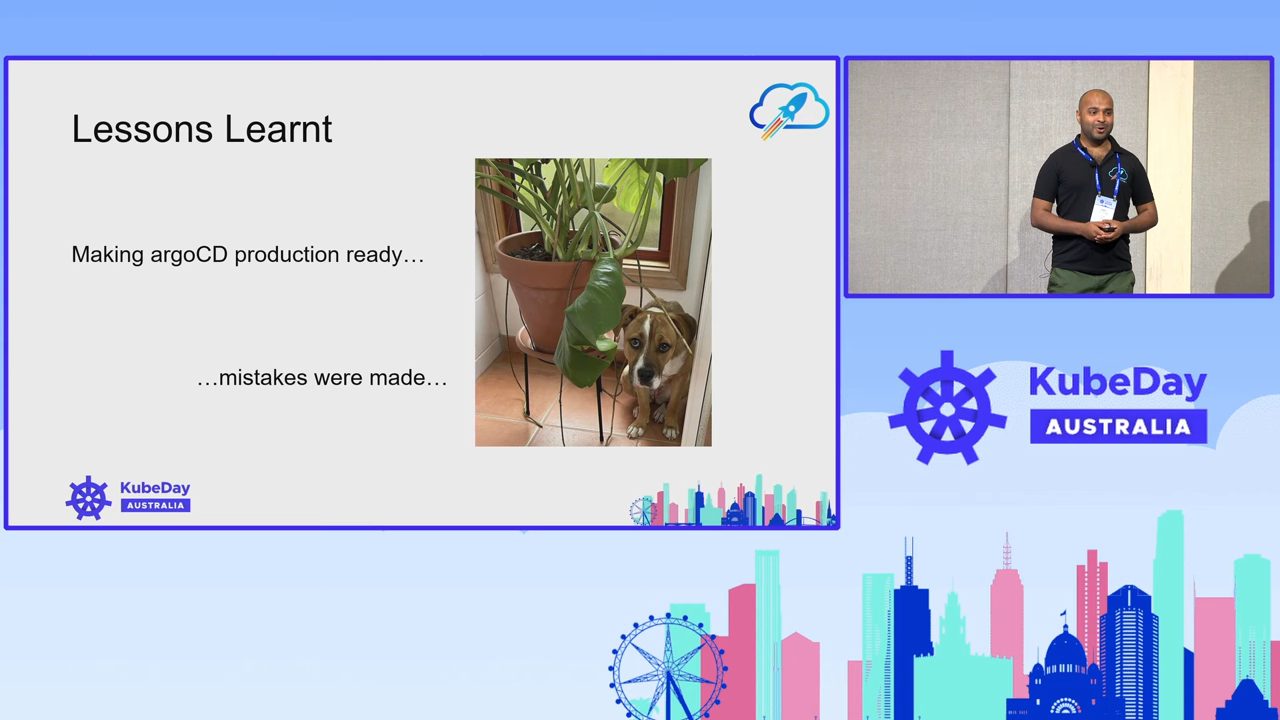 Lessons Learnt
Making argoCD production ready…
…mistakes were made…
KubeDay
AUSTRALIA
KubeDay
AUSTRALIA